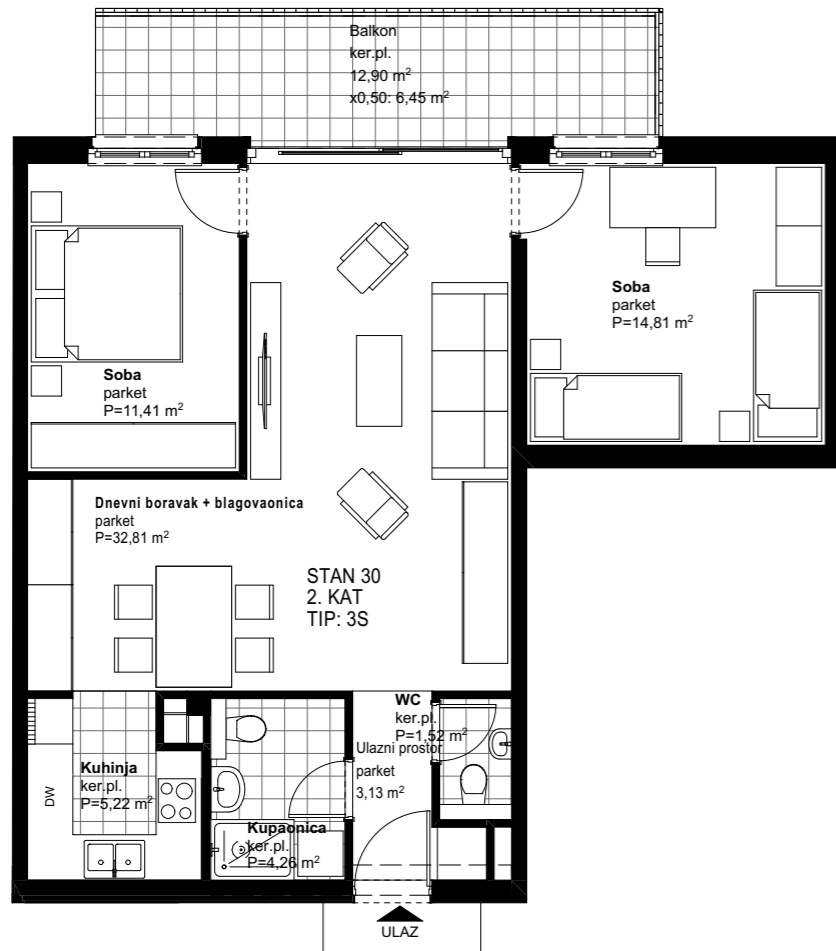 Balkon
ker.pl.
12,90 m²
x0,50: 6,45 m²
Soba
parket
P=14,81 m²
Soba
parket
P=11,41 m²
Dnevni boravak + blagovaonica
parket
P=32,81 m²
STAN 30
2. KAT
TIP: 3S
WC
ker.pl.
P=1,52 m²
Ulazni prostor
parket
3,13 m²
Kuhinja
ker.pl.
P=5,22 m²
DW
Kupaonica
ker.pl.
P=4,26 m²
ULAZ